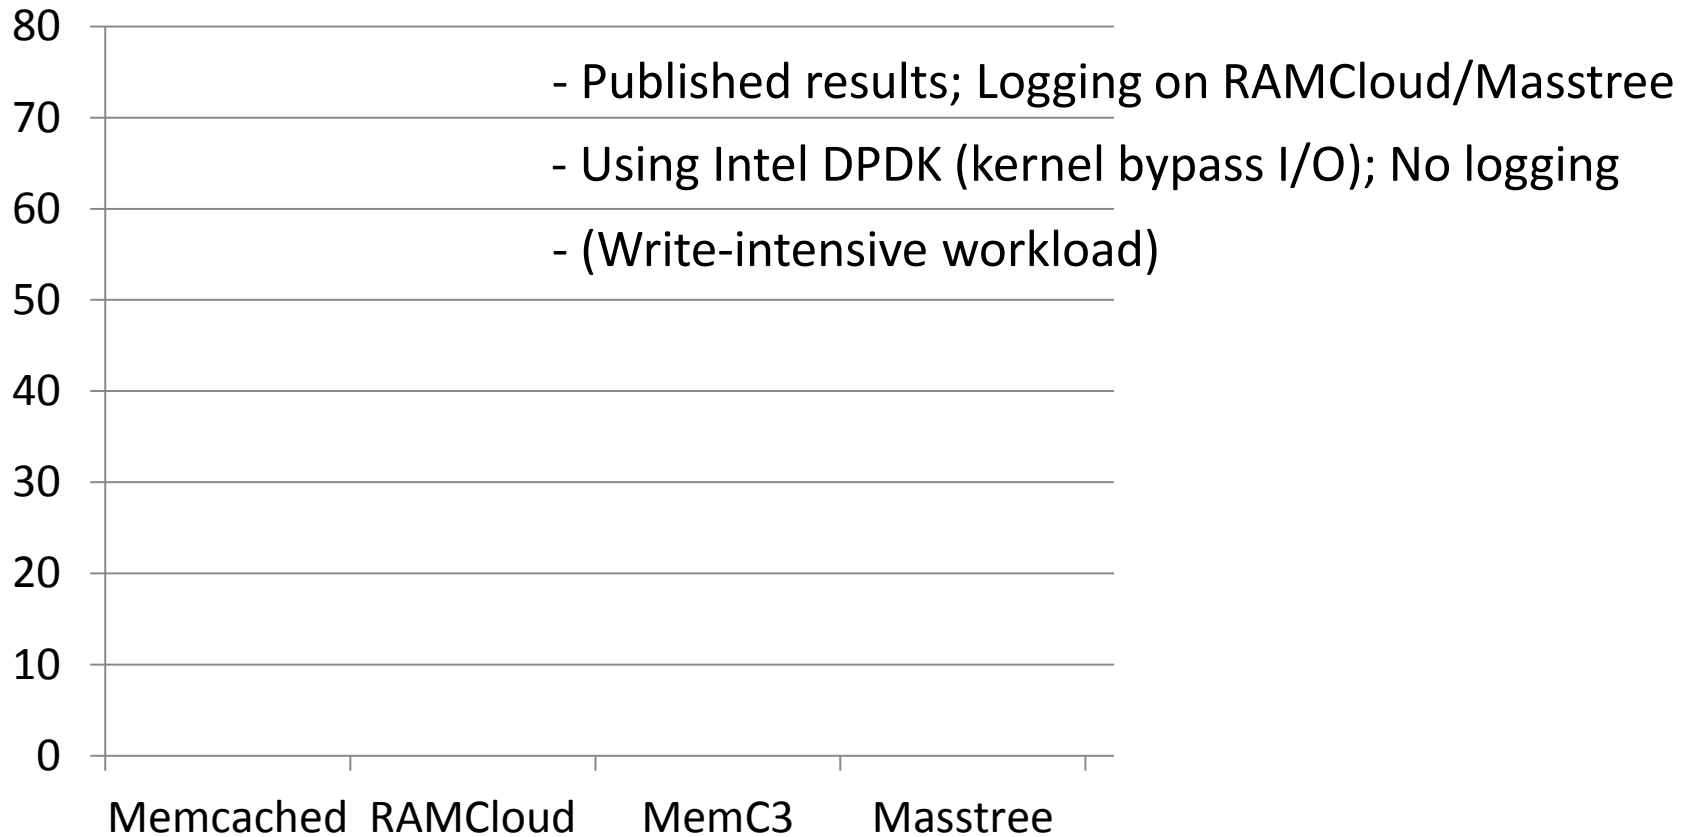 80
- Published results; Logging on RAMCloud/Masstree
70
- Using Intel DPDK (kernel bypass I/O); No logging
60
- (Write-intensive workload)
50
40
30
20
10
0
Memcached RAMCloud MemC3 Masstree